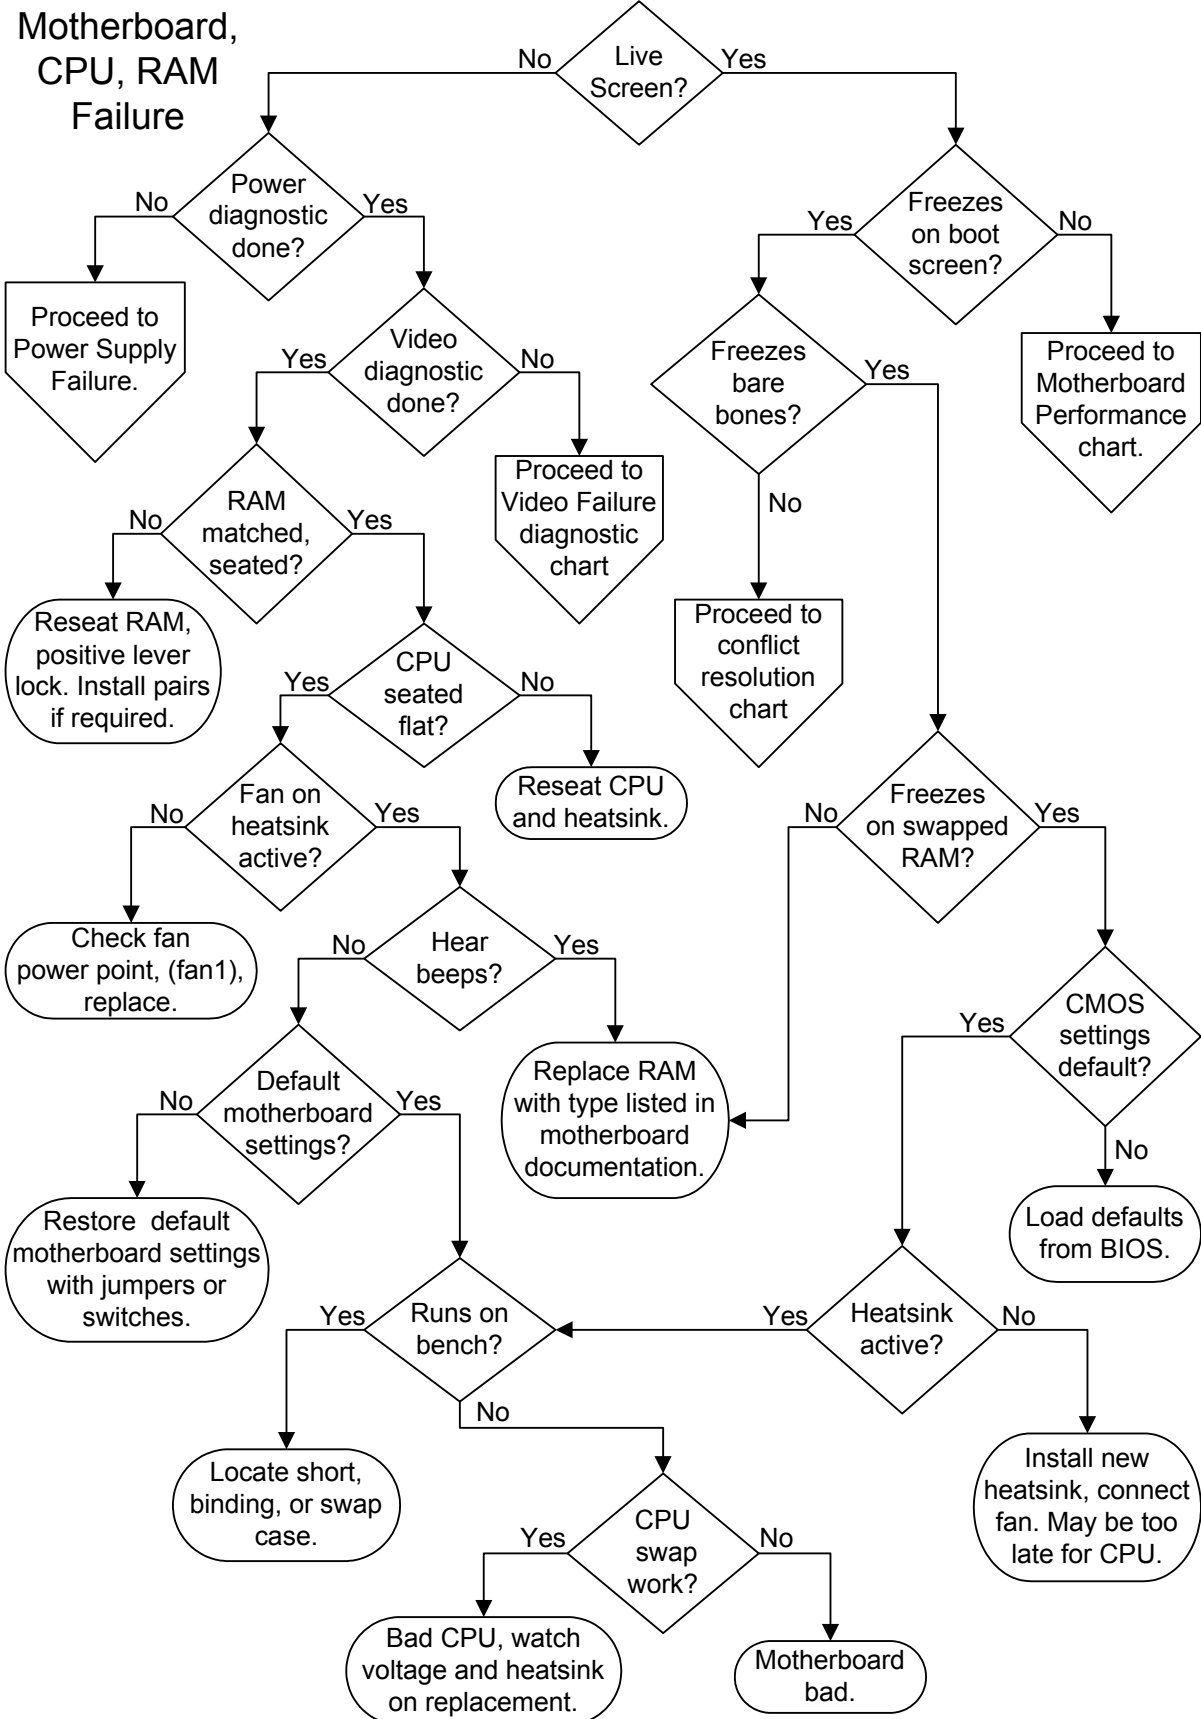 Motherboard,
CPU, RAM
Failure
Live
Screen?
No
Yes
Power
diagnostic
done?
No
Yes
Freezes
on boot
screen?
Yes
No
Proceed to
Power Supply
Failure.
Video
diagnostic
done?
Yes
No
Freezes
bare
bones?
Yes
No
Proceed to
Motherboard
Performance
chart.
RAM
matched,
seated?
No
Yes
Proceed to
Video Failure
diagnostic
chart
Reseat RAM,
positive lever
lock. Install pairs
if required.
CPU
seated
flat?
Yes
No
Proceed to
conflict
resolution
chart
Fan on
heatsink
active?
No
Yes
Reseat CPU
and heatsink.
Freezes
on swapped
RAM?
No
Yes
Check fan
power point, (fan1),
replace.
Hear
beeps?
No
Yes
CMOS
settings
default?
Yes
No
Default
motherboard
settings?
No
Yes
Replace RAM
with type listed in
motherboard
documentation.
Load defaults
from BIOS.
Restore  default
motherboard settings
with jumpers or
switches.
Runs on
bench?
Yes
No
Heatsink
active?
Yes
No
Locate short,
binding, or swap
case.
CPU
swap
work?
Yes
No
Install new
heatsink, connect
fan. May be too
late for CPU.
Bad CPU, watch
voltage and heatsink
on replacement.
Motherboard
bad.